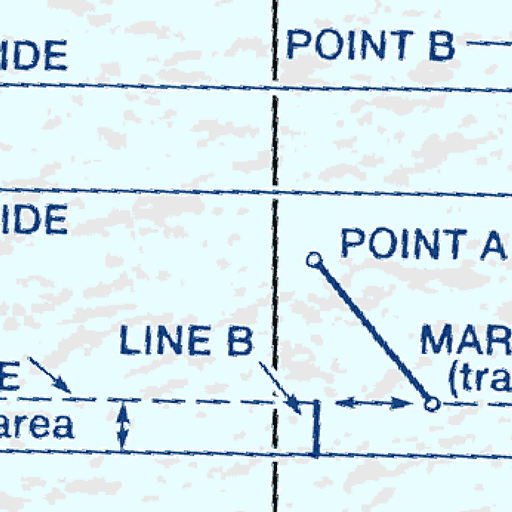 IDE
POINT B
IDE
POINT A
LINE B
MAR
(tra
E
area